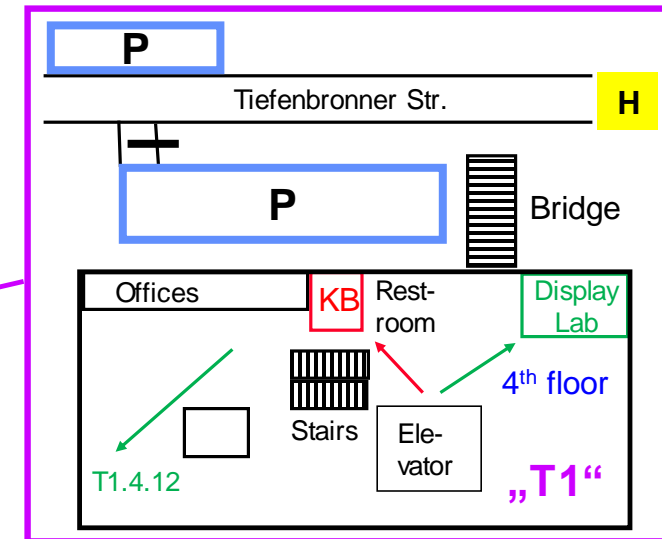 P
Tiefenbronner Str.
H
P
Bridge
Offices
KB
Rest-
room
Display
Lab
4th floor
Stairs
Ele-
vator
T1.4.12
„T1“